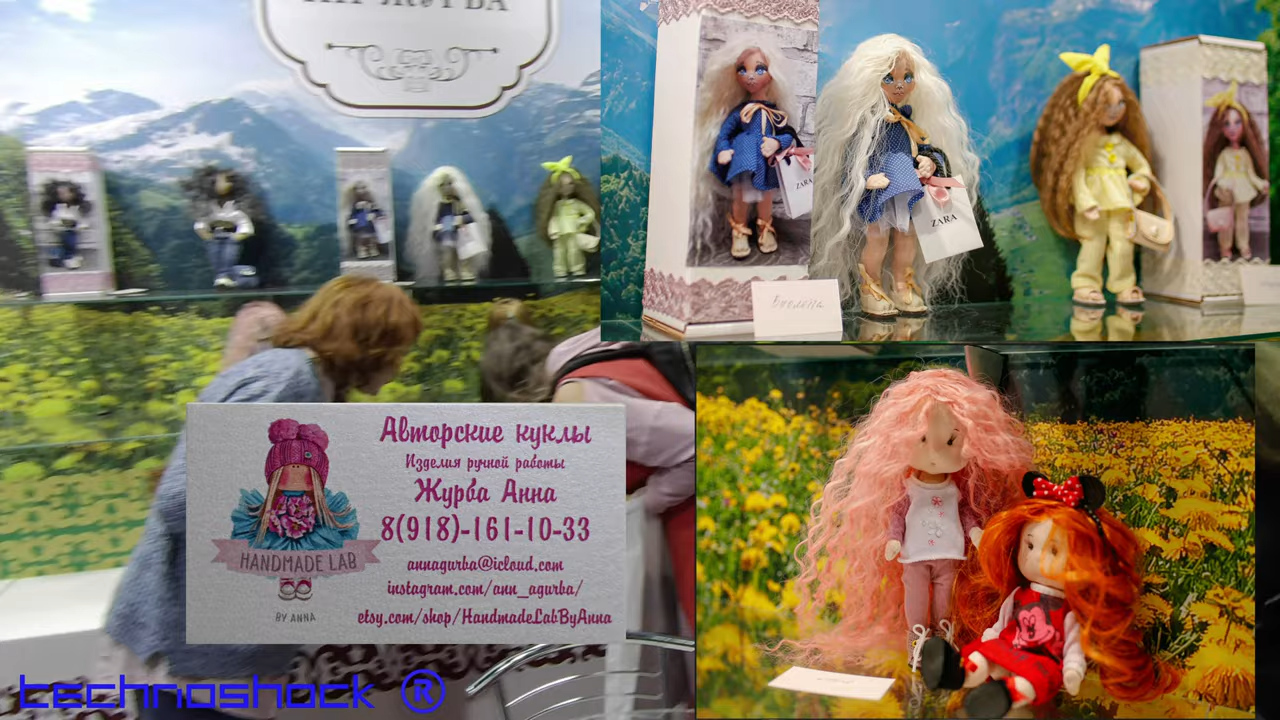 ZARA
ZARA
Виолена
Авторские куклы
Изделия ручной работы
Журба Анна
8(918)-161-10-33
annagurba@icloud.com
instagram.com/ann_agurba/
etsy.com/shop/HandmadeLabByAnna
HANDMADE LAB
BY ANNA
technoshock ®